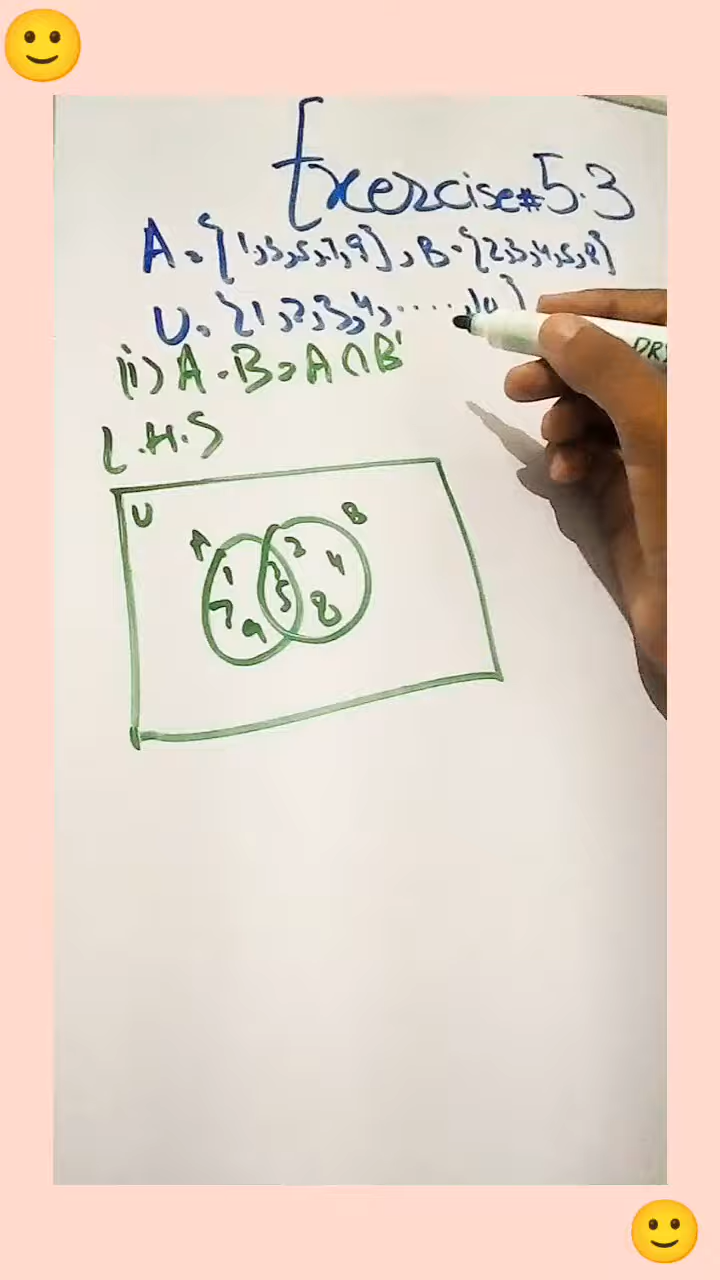 Exercise#5.3
A={1,3,5,7,9}, B={2,3,4,5,8}
U={1,2,3,4,.....,10}
(i) A-B=A∩B'
L.H.S
U
A
B
1
3
2
4
7
5
8
9
DRY